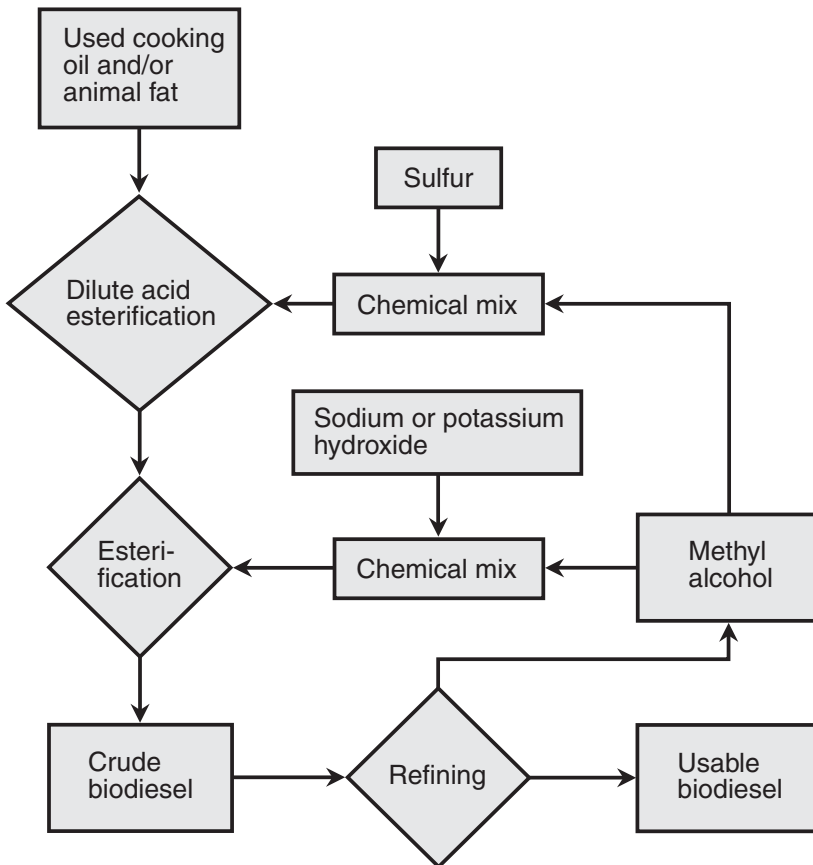 Used cooking
oil and/or
animal fat
Sulfur
Dilute acid
esterification
Chemical mix
Sodium or potassium
hydroxide
Esteri-
fication
Chemical mix
Methyl
alcohol
Crude
biodiesel
Refining
Usable
biodiesel